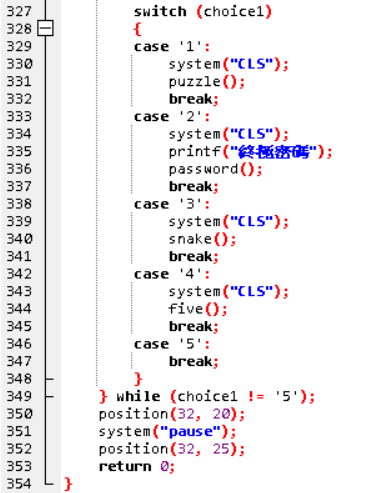 327 switch (choice1)
328 {
329 case '1':
330 system("CLS");
331 puzzle();
332 break;
333 case '2':
334 system("CLS");
335 printf("終極密碼");
336 password();
337 break;
338 case '3':
339 system("CLS");
340 snake();
341 break;
342 case '4':
343 system("CLS");
344 five();
345 break;
346 case '5':
347 break;
348 }
349 } while (choice1 != '5');
350 position(32, 20);
351 system("pause");
352 position(32, 25);
353 return 0;
354 }